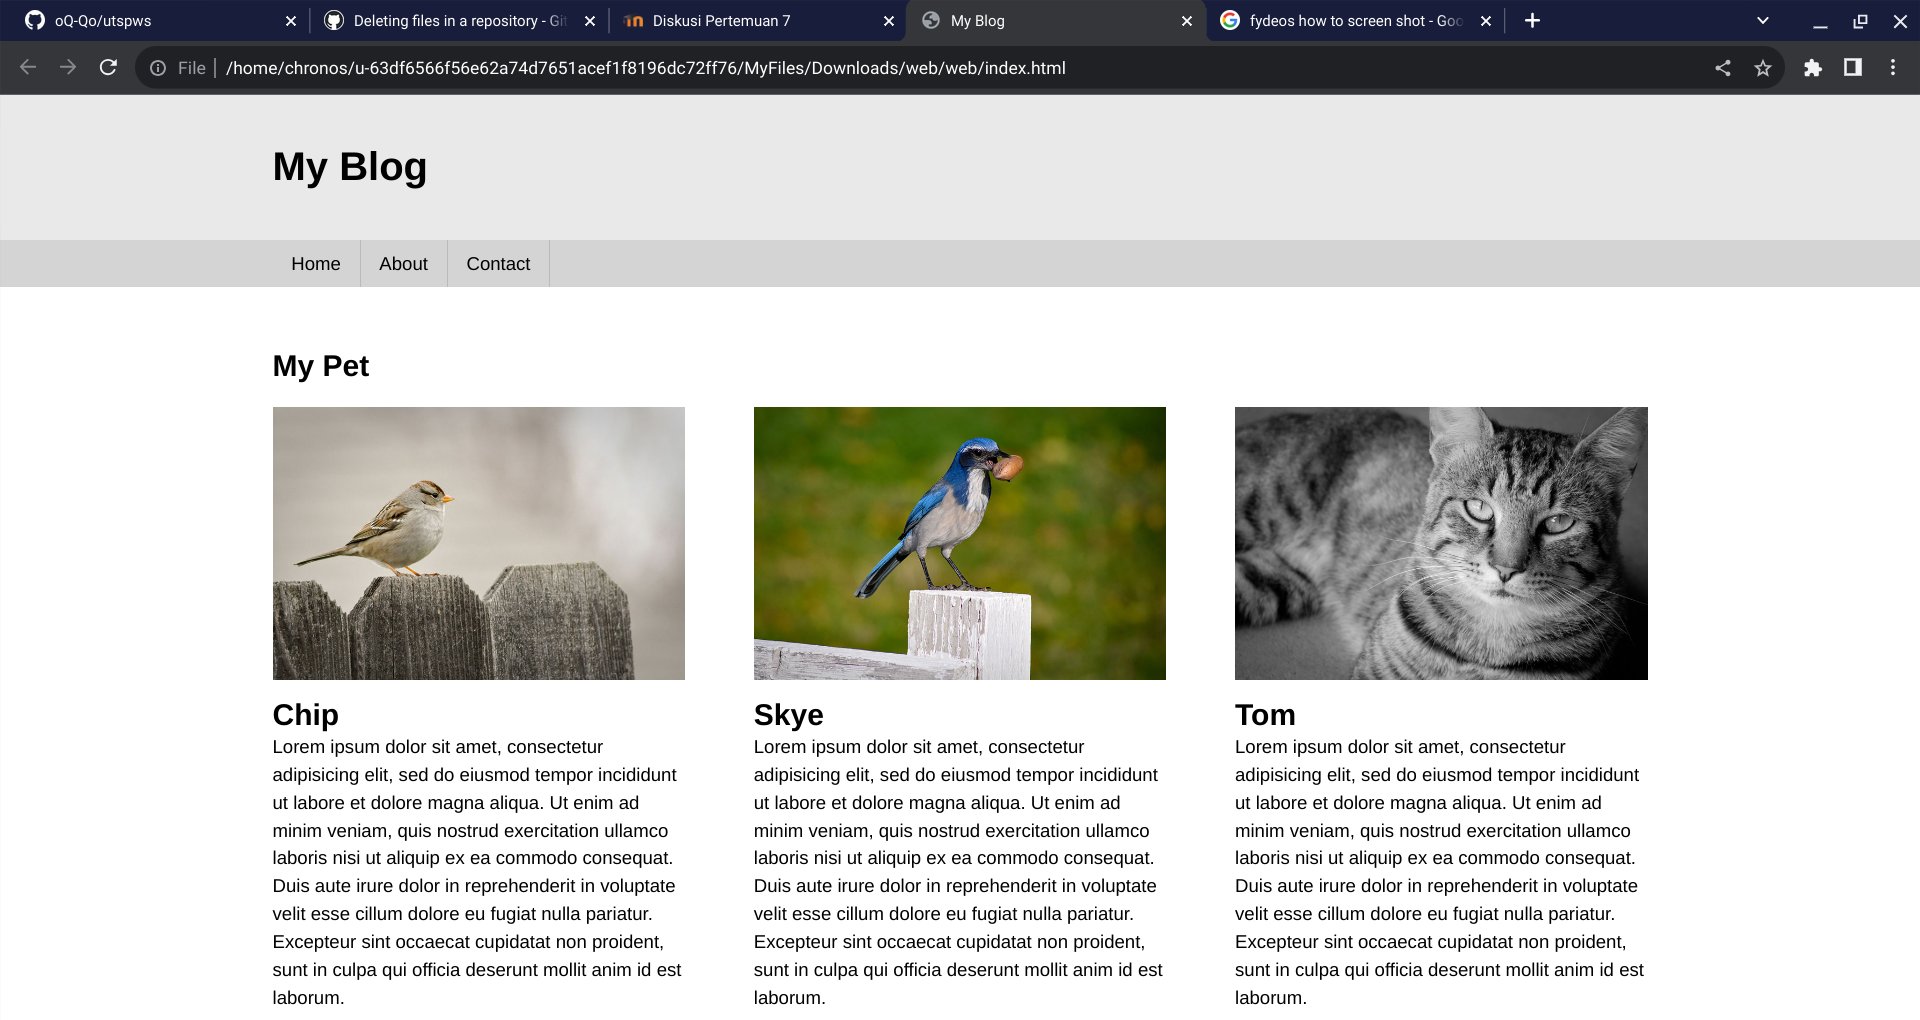 oQ-Qo/utspws
Deleting files in a repository - Git
Diskusi Pertemuan 7
My Blog
fydeos how to screen shot - Goo
File | /home/chronos/u-63df6566f56e62a74d7651acef1f8196dc72ff76/MyFiles/Downloads/web/web/index.html
My Blog
Home About Contact
My Pet
Chip
Lorem ipsum dolor sit amet, consectetur
adipisicing elit, sed do eiusmod tempor incididunt
ut labore et dolore magna aliqua. Ut enim ad
minim veniam, quis nostrud exercitation ullamco
laboris nisi ut aliquip ex ea commodo consequat.
Duis aute irure dolor in reprehenderit in voluptate
velit esse cillum dolore eu fugiat nulla pariatur.
Excepteur sint occaecat cupidatat non proident,
sunt in culpa qui officia deserunt mollit anim id est
laborum.
Skye
Lorem ipsum dolor sit amet, consectetur
adipisicing elit, sed do eiusmod tempor incididunt
ut labore et dolore magna aliqua. Ut enim ad
minim veniam, quis nostrud exercitation ullamco
laboris nisi ut aliquip ex ea commodo consequat.
Duis aute irure dolor in reprehenderit in voluptate
velit esse cillum dolore eu fugiat nulla pariatur.
Excepteur sint occaecat cupidatat non proident,
sunt in culpa qui officia deserunt mollit anim id est
laborum.
Tom
Lorem ipsum dolor sit amet, consectetur
adipisicing elit, sed do eiusmod tempor incididunt
ut labore et dolore magna aliqua. Ut enim ad
minim veniam, quis nostrud exercitation ullamco
laboris nisi ut aliquip ex ea commodo consequat.
Duis aute irure dolor in reprehenderit in voluptate
velit esse cillum dolore eu fugiat nulla pariatur.
Excepteur sint occaecat cupidatat non proident,
sunt in culpa qui officia deserunt mollit anim id est
laborum.